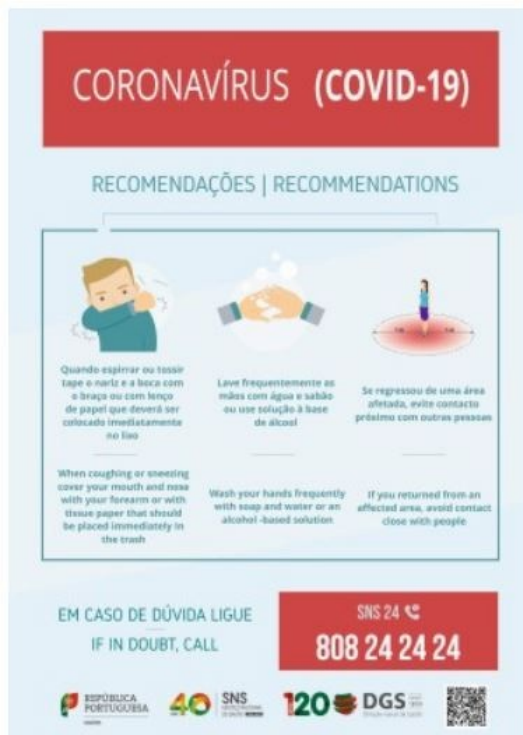 CORONAVÍRUS (COVID-19)
RECOMENDAÇÕES | RECOMMENDATIONS
Quando espirrar ou tossir
tape o nariz e a boca com
o braço ou com lenço
de papel que deverá ser
colocado imediatamente
no lixo
Lave frequentemente as
mãos com água e sabão
ou use solução à base
de álcool
Se regressou de uma área
afetada, evite contacto
próximo com outras pessoas
When coughing or sneezing
cover your mouth and nose
with your forearm or with
tissue paper that should
be placed immediately in
the trash
Wash your hands frequently
with soap and water or an
alcohol -based solution
If you returned from an
affected area, avoid contact
close with people
EM CASO DE DÚVIDA LIGUE
IF IN DOUBT, CALL
SNS 24
808 24 24 24
REPÚBLICA
PORTUGUESA
40
SNS
120
DGS